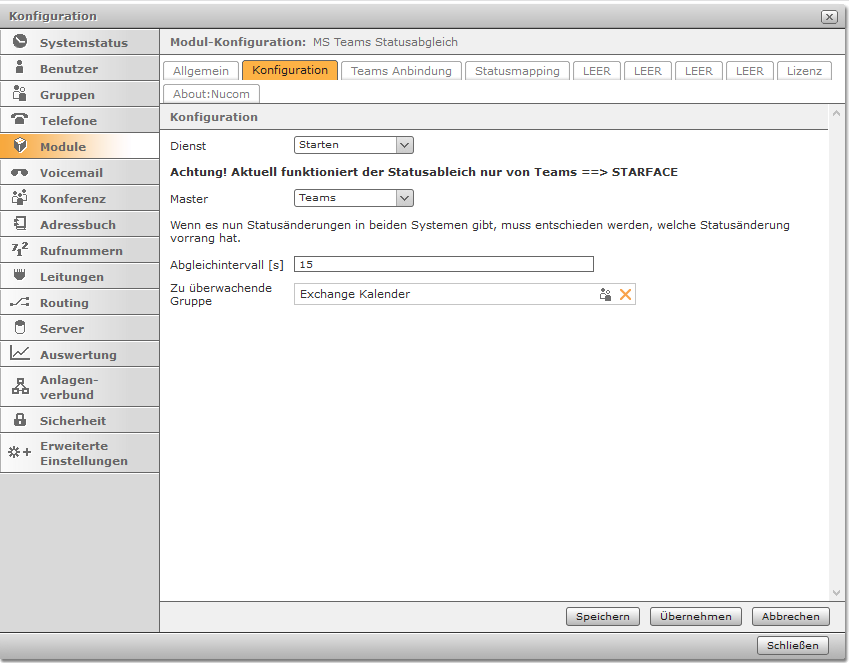 Konfiguration
Systemstatus
Benutzer
Gruppen
Telefone
Module
Voicemail
Konferenz
Adressbuch
Rufnummern
Leitungen
Routing
Server
Auswertung
Anlagen-
verbund
Sicherheit
Erweiterte
Einstellungen
Modul-Konfiguration: MS Teams Statusabgleich
Allgemein Konfiguration Teams Anbindung Statusmapping LEER LEER LEER LEER Lizenz
About:Nucom
Konfiguration
Dienst Starten
Achtung! Aktuell funktioniert der Statusableich nur von Teams ==> STARFACE
Master Teams
Wenn es nun Statusänderungen in beiden Systemen gibt, muss entschieden werden, welche Statusänderung
vorrang hat.
Abgleichintervall [s] 15
Zu überwachende
Gruppe
Exchange Kalender
Speichern Übernehmen Abbrechen
Schließen